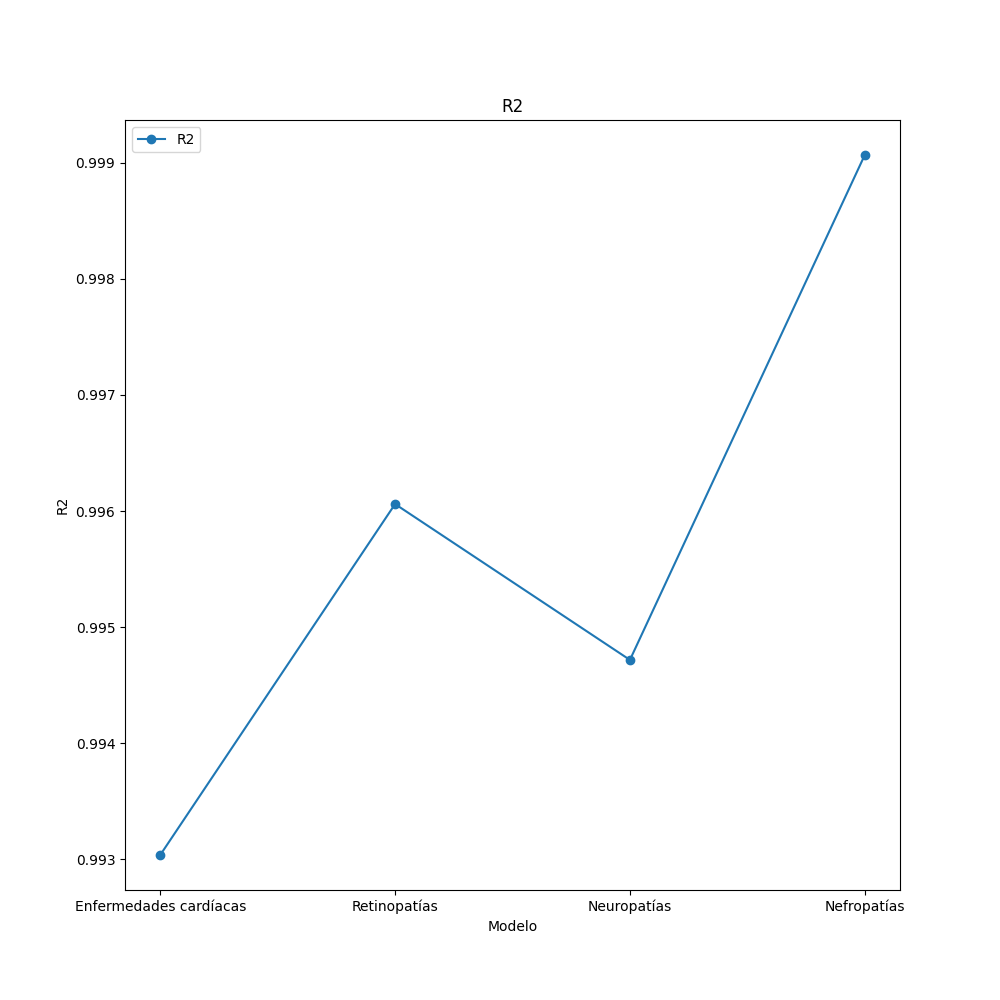 R2
R2
0.999
0.998
0.997
0.996
0.995
0.994
0.993
R2
Enfermedades cardíacas Retinopatías Neuropatías Nefropatías
Modelo